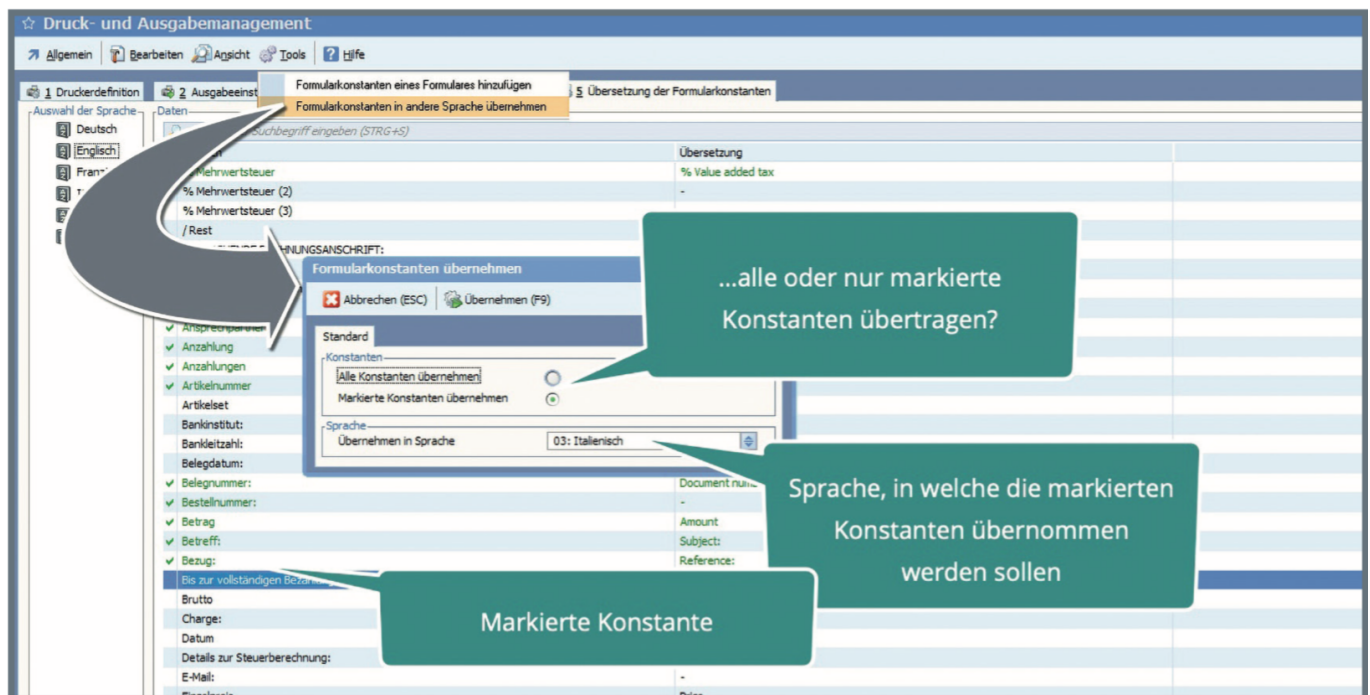 Druck- und Ausgabemanagement
Allgemein Bearbeiten Ansicht Tools Hilfe
Formularkonstanten eines Formulares hinzufügen
Formularkonstanten in andere Sprache übernehmen
1 Druckerdefinition 2 Ausgabeeinst 5 Übersetzung der Formularkonstanten
Auswahl der Sprache Daten
Deutsch
Englisch
Suchbegriff eingeben (STRG+S)
Übersetzung
Mehrwertsteuer % Value added tax
% Mehrwertsteuer (2) -
% Mehrwertsteuer (3)
/ Rest
HNUNGSANSCHRIFT:
Formularkonstanten übernehmen
Abbrechen (ESC) Übernehmen (F9)
Standard
Konstanten
Alle Konstanten übernehmen
Markierte Konstanten übernehmen
Sprache
Übernehmen in Sprache 03: Italienisch
...alle oder nur markierte
Konstanten übertragen?
Ansprechpartner
Anzahlung
Anzahlungen
Artikelnummer
Artikelset
Bankinstitut:
Bankleitzahl:
Belegdatum:
Belegnummer: Document num
Bestellnummer: -
Betrag Amount
Betreff: Subject:
Bezug: Reference:
Bis zur vollständigen
Brutto
Charge:
Datum
Details zur Steuerberechnung:
E-Mail: -
Sprache, in welche die markierten
Konstanten übernommen
werden sollen
Markierte Konstante